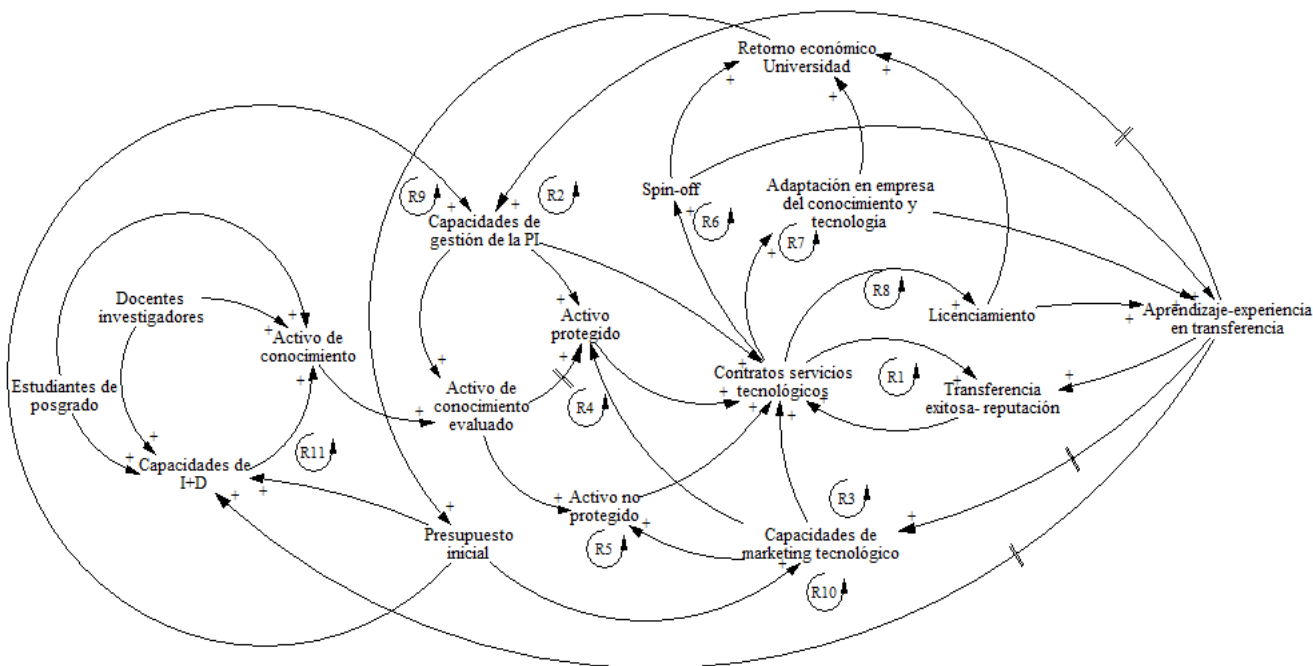 Retorno económico
Universidad
+
+
+
+
R9
R2
+
+
Capacidades de
gestión de la PI
Spin-off
+
R6
Adaptación en empresa
del conocimiento y
tecnología
R7
+
Docentes
investigadores
+
+
Activo de
conocimiento
+
+
Activo
protegido
+
R8
+
Licenciamiento
+
+
+
Aprendizaje-experiencia
en transferencia
Estudiantes de
posgrado
+
Activo de
conocimiento
evaluado
+
R4
+
Contratos servicios
tecnológicos
+
+
+
+
R1
+
Transferencia
exitosa- reputación
+
+
+
Capacidades de
I+D
+
+
R11
+
Activo no
protegido
+
R5
+
Presupuesto
inicial
R3
+
Capacidades de
marketing tecnológico
+
R10